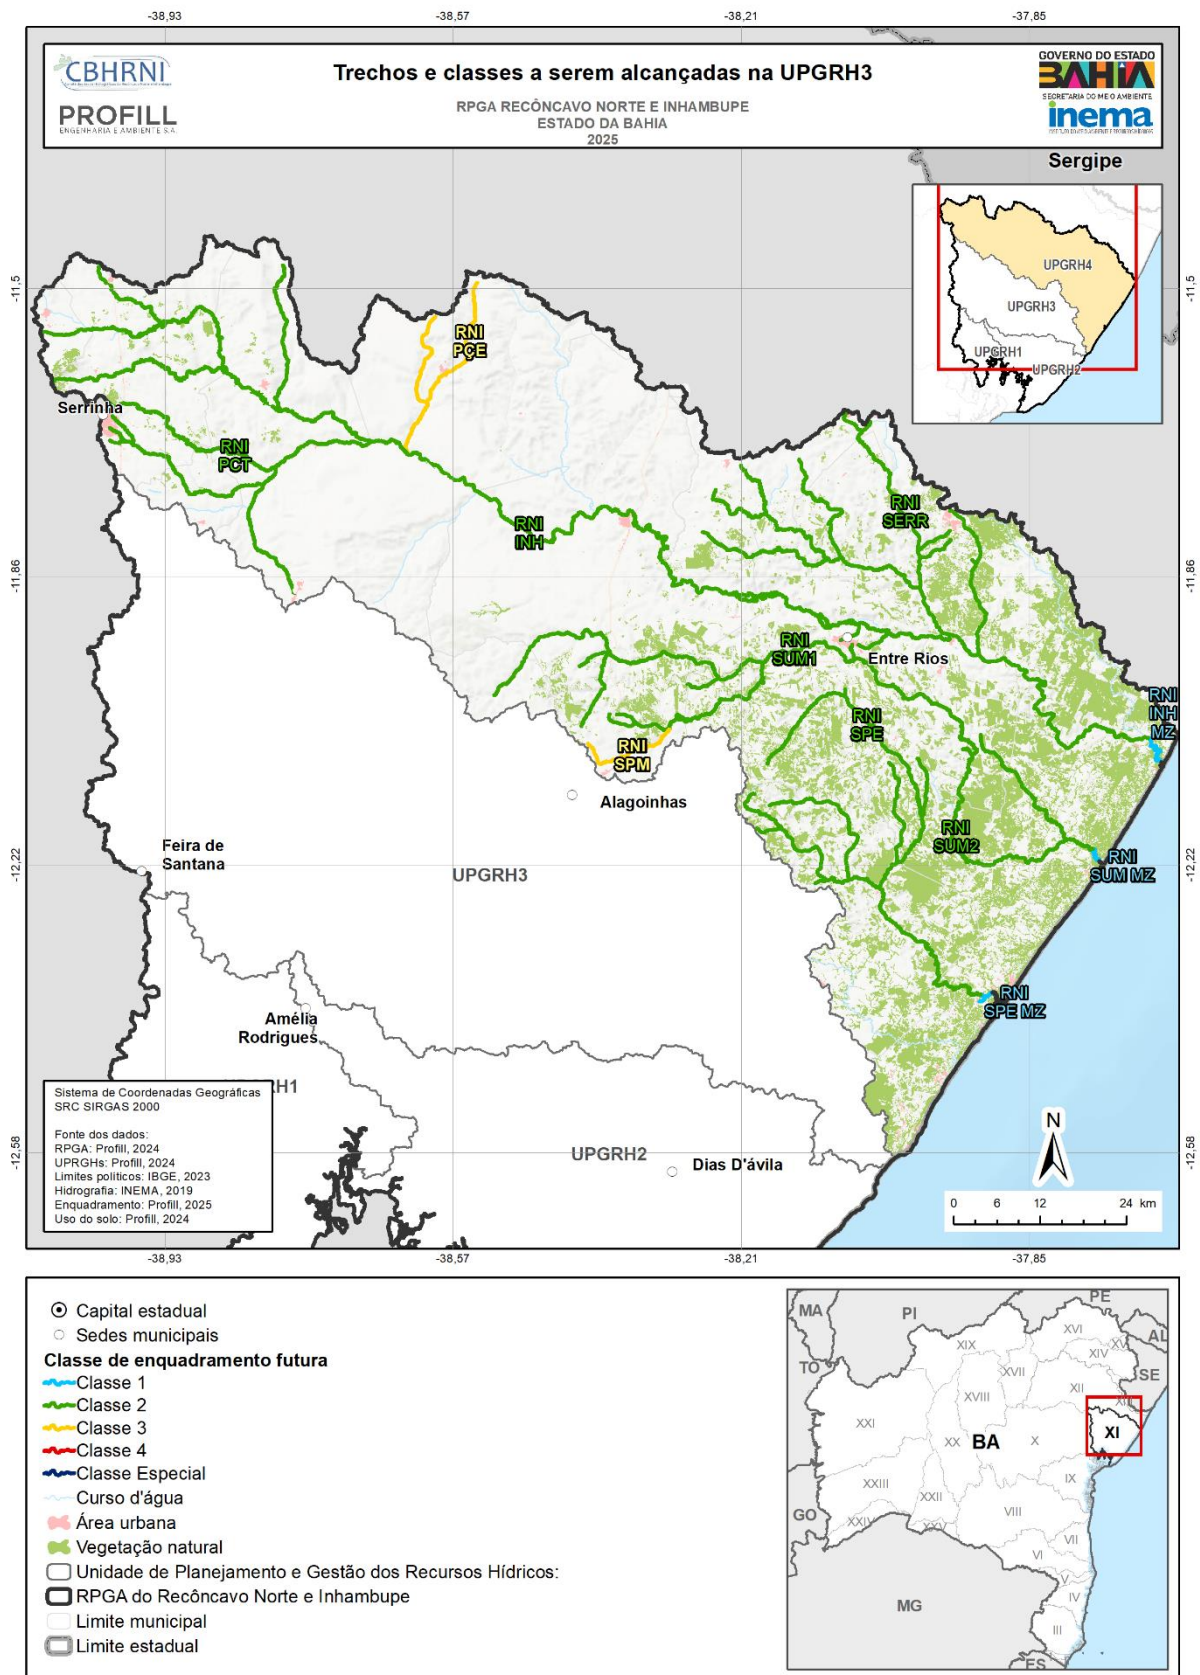 -38,93
-38,57
-38,21
-37,85
CBHRNI
PROFILL
ENGENHARIA E AMBIENTE S.A.
Trechos e classes a serem alcançadas na UPGRH3
RPGA RECÔNCAVO NORTE E INHAMBUPE
ESTADO DA BAHIA
2025
GOVERNO DO ESTADO
BAHIA
SECRETARIA DO MEIO AMBIENTE
inema
Sergipe
UPGRH4
UPGRH3
UPGRH1
UPGRH2
-11,5
-11,5
RNI
PCE
Serrinha
RNI
PCT
RNI
SERR
RNI
INH
-11,86
-11,86
RNI
SUM1
Entre Rios
RNI
INH
MZ
RNI
SPE
RNI
SPM
Alagoinhas
RNI
SUM2
Feira de
Santana
-12,22
-12,22
UPGRH3
RNI
SUM MZ
RNI
SPE MZ
Amélia
Rodrigues
RH1
Sistema de Coordenadas Geográficas
SRC SIRGAS 2000
Fonte dos dados:
RPGA: Profill, 2024
UPRGHs: Profill, 2024
Limites políticos: IBGE, 2023
Hidrografia: INEMA, 2019
Enquadramento: Profill, 2025
Uso do solo: Profill, 2024
UPGRH2
Dias D'ávila
-12,58
-12,58
N
0 6 12 24 km
-38,93
-38,57
-38,21
-37,85
Capital estadual
Sedes municipais
Classe de enquadramento futura
Classe 1
Classe 2
Classe 3
Classe 4
Classe Especial
Curso d'água
Área urbana
Vegetação natural
Unidade de Planejamento e Gestão dos Recursos Hídricos:
RPGA do Recôncavo Norte e Inhambupe
Limite municipal
Limite estadual
MA
PI
PE
AL
TO
SE
XVI
XIX
XV
XIV
XVII
XII
XVIII
XIII
XXI
XX
BA
X
XI
IX
XXIII
XXII
VIII
GO
XXIV
XXV
VII
VI
V
IV
MG
III
ES